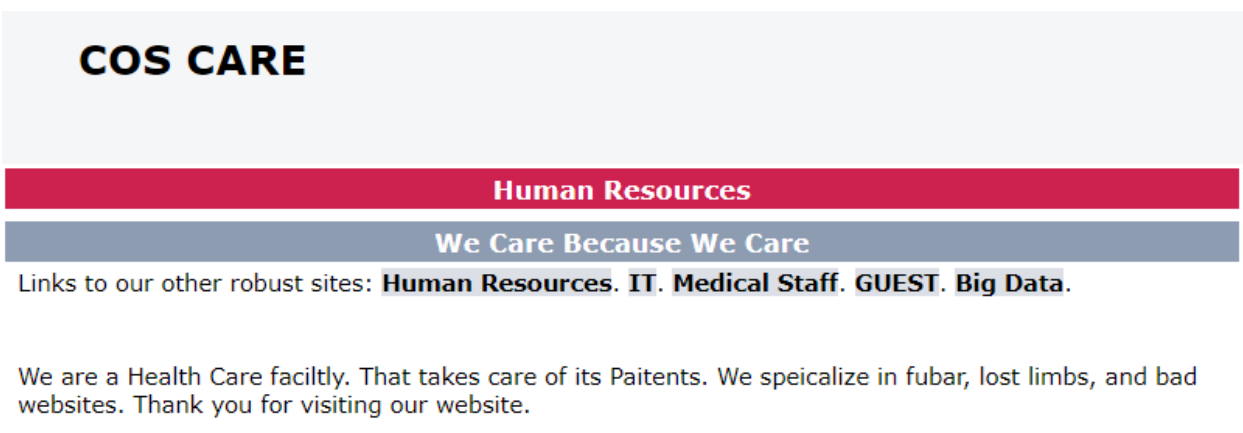 COS CARE
Human Resources
We Care Because We Care
Links to our other robust sites: Human Resources. IT. Medical Staff. GUEST. Big Data.
We are a Health Care faciltly. That takes care of its Paitents. We speicalize in fubar, lost limbs, and bad
websites. Thank you for visiting our website.